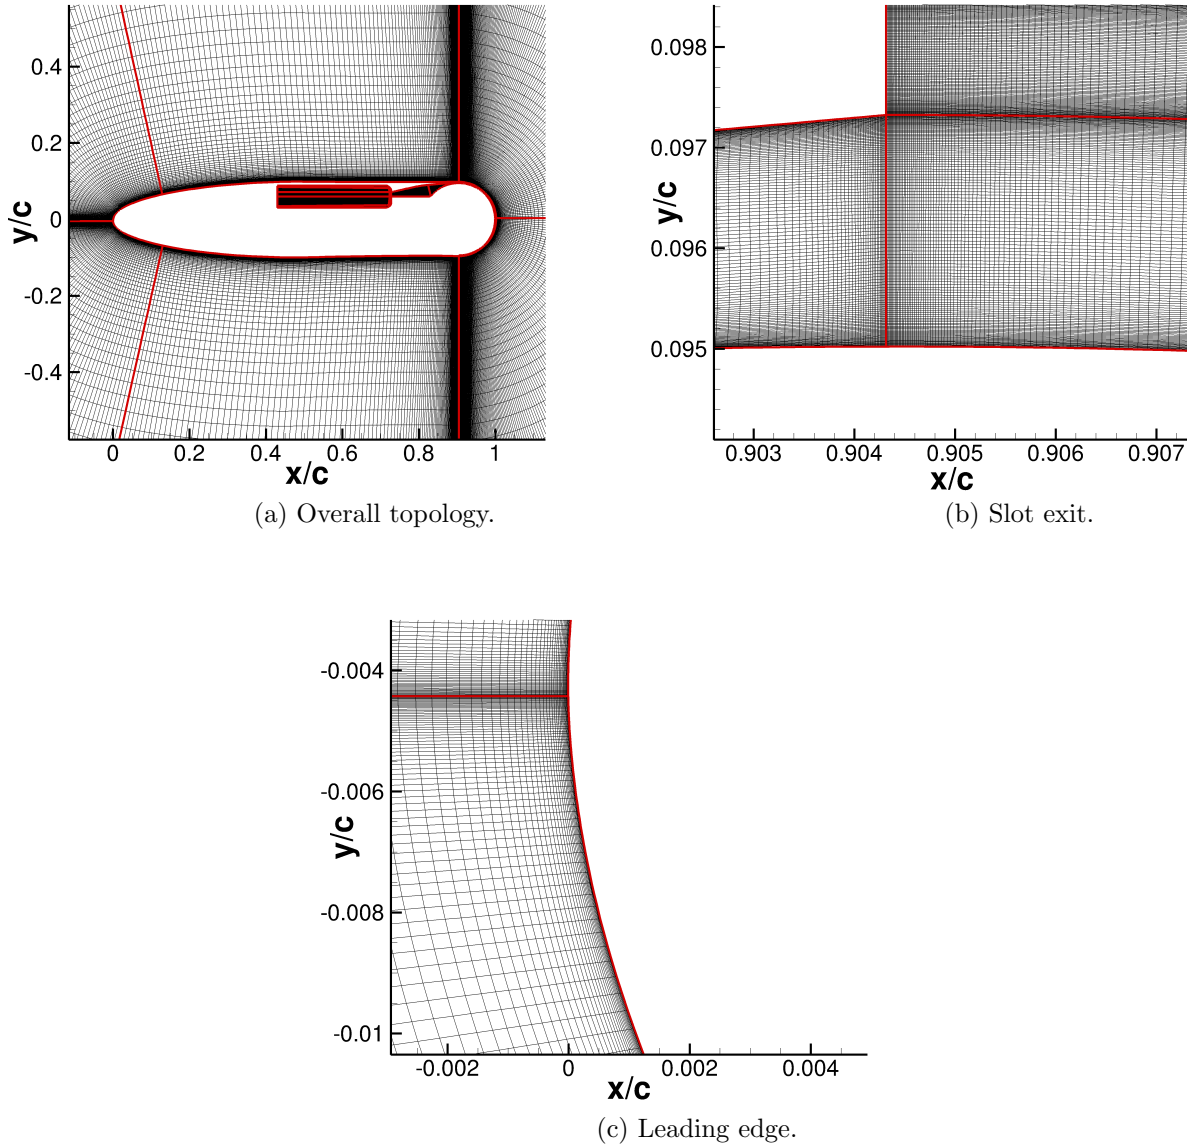 0.4
0.2
0
-0.2
-0.4
y/c
0 0.2 0.4 0.6 0.8 1
x/c
(a) Overall topology.
0.098
0.097
0.096
0.095
y/c
0.903 0.904 0.905 0.906 0.907
x/c
(b) Slot exit.
-0.004
-0.006
-0.008
-0.01
y/c
-0.002 0 0.002 0.004
x/c
(c) Leading edge.